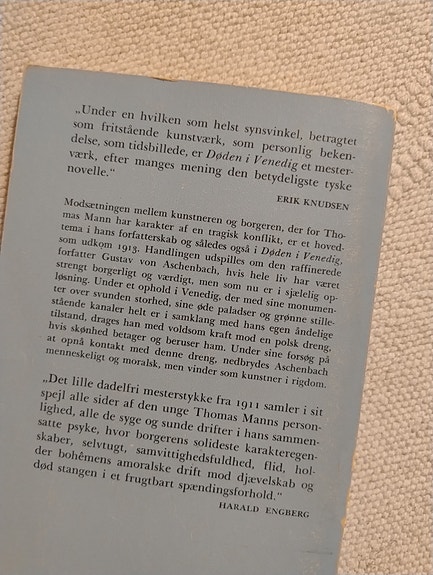 „Under en hvilken som helst synsvinkel, betragtet
som fritstående kunstværk, som personlig beken-
delse, som tidsbillede, er Døden i Venedig et mester-
værk, efter manges mening den betydeligste tyske
novelle.“
ERIK KNUDSEN
Modsætningen mellem kunstneren og borgeren, der for Tho-
mas Mann har karakter af en tragisk konflikt, er et hoved-
tema i hans forfatterskab og således også i Døden i Venedig,
som udkom 1913. Handlingen udspilles om den raffinerede
forfatter Gustav von Aschenbach, hvis hele liv har været
strengt borgerligt og værdigt, men som nu er i sjælelig op-
løsning. Under et ophold i Venedig, der med sine monumen-
ter over svunden storhed, sine øde paladser og grønne stille-
stående kanaler helt er i samklang med hans egen åndelige
tilstand, drages han med voldsom kraft mod en polsk dreng,
hvis skønhed betager og beruser ham. Under sine forsøg på
at opnå kontakt med denne dreng, nedbrydes Aschenbach
menneskeligt og moralsk, men vinder som kunstner i rigdom.
„Det lille dadelfri mesterstykke fra 1911 samler i sit
spejl alle sider af den unge Thomas Manns person-
lighed, alle de syge og sunde drifter i hans sammen-
satte psyke, hvor borgerens solideste karakteregen-
skaber, selvtugt, samvittighedsfuldhed, flid, hol-
der bohêmens amoralske drift mod djævelskab og
død stangen i et frugtbart spændingsforhold.“
HARALD ENGBERG